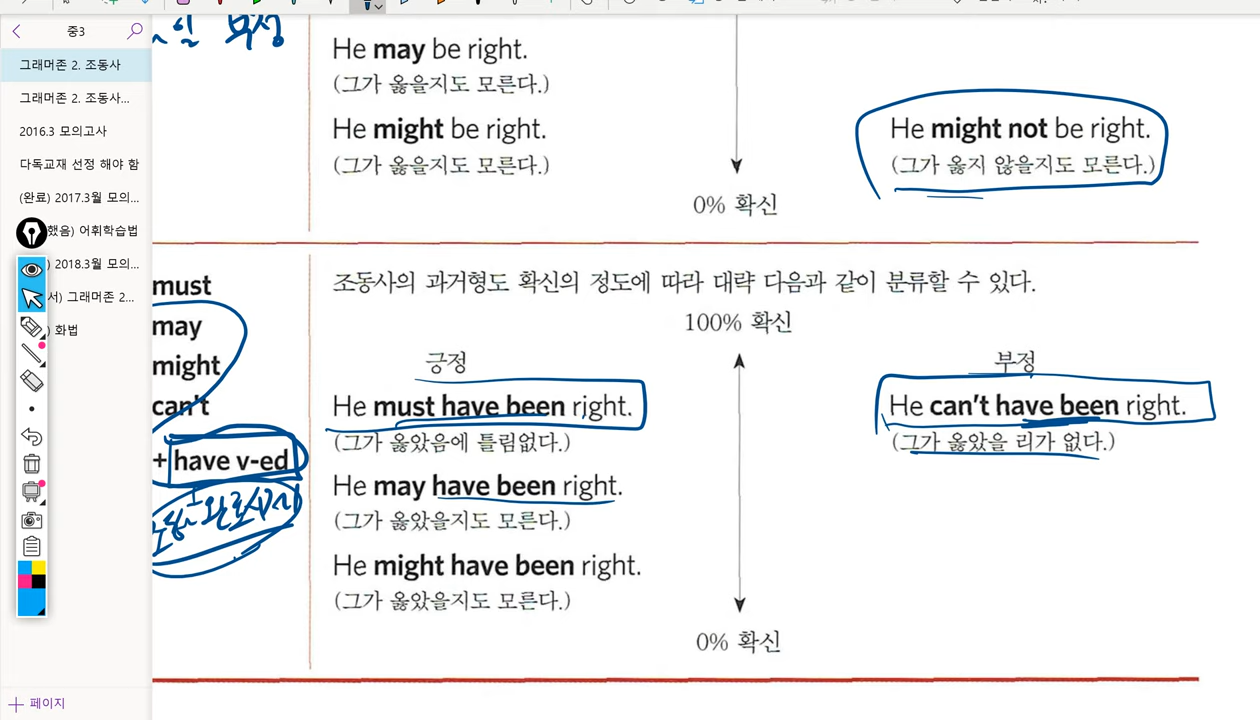 중3
그래머존 2. 조동사
그래머존 2. 조동사...
2016.3 모의고사
다독교재 선정 해야 함
(완료) 2017.3월 모의...
했음) 어휘학습법
) 2018.3월 모의...
서) 그래머존 2...
) 화법
페이지
He may be right.
(그가 옳을지도 모른다.)
He might be right.
(그가 옳을지도 모른다.)
He might not be right.
(그가 옳지 않을지도 모른다.)
0% 확신
must
may
might
can't
+ have v-ed
조동사의 과거형도 확신의 정도에 따라 대략 다음과 같이 분류할 수 있다.
100% 확신
긍정
부정
He must have been right.
(그가 옳았음에 틀림없다.)
He can't have been right.
(그가 옳았을 리가 없다.)
He may have been right.
(그가 옳았을지도 모른다.)
He might have been right.
(그가 옳았을지도 모른다.)
0% 확신